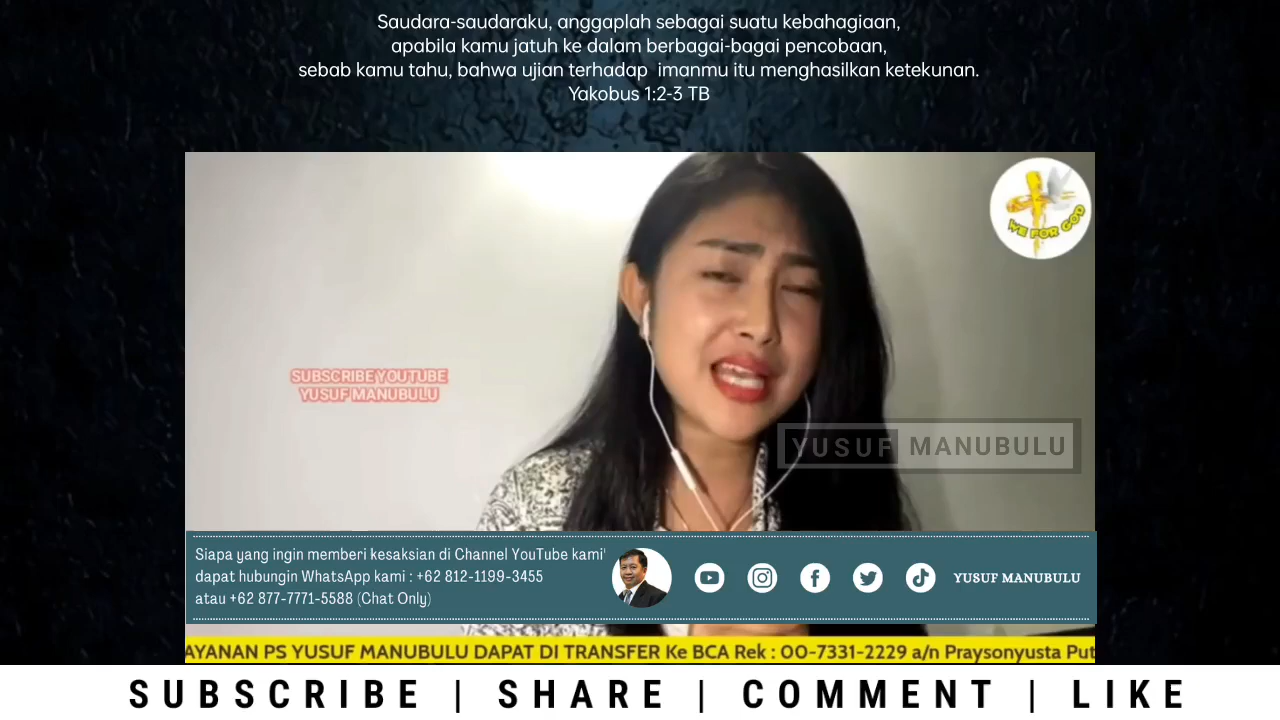 Saudara-saudaraku, anggaplah sebagai suatu kebahagiaan,
apabila kamu jatuh ke dalam berbagai-bagai pencobaan,
sebab kamu tahu, bahwa ujian terhadap  imanmu itu menghasilkan ketekunan.
Yakobus 1:2-3 TB
WE FOR GOD
SUBSCRIBE YOUTUBE
YUSUF MANUBULU
YUSUF MANUBULU
Siapa yang ingin memberi kesaksian di Channel YouTube kami'
dapat hubungin WhatsApp kami : +62 812-1199-3455
atau +62 877-7771-5588 (Chat Only)
YUSUF MANUBULU
AYANAN PS YUSUF MANUBULU DAPAT DI TRANSFER Ke BCA Rek : 00-7331-2229 a/n Praysonyusta Put
SUBSCRIBE | SHARE | COMMENT | LIKE